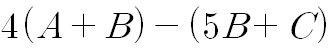 4(A + B) − (5B + C)